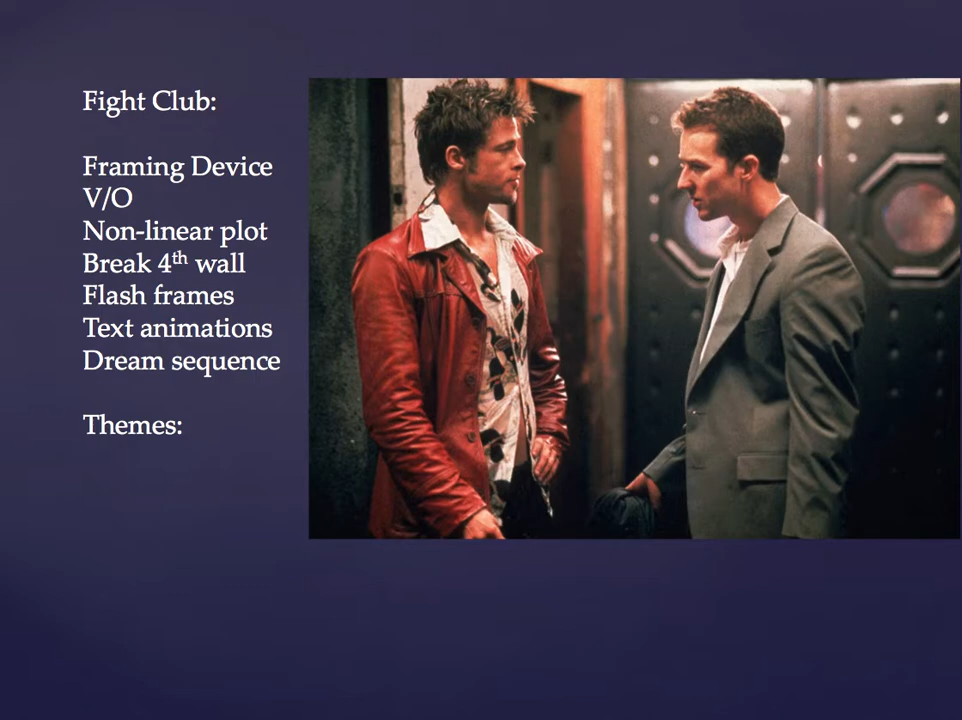 Fight Club:
Framing Device
V/O
Non-linear plot
Break 4th wall
Flash frames
Text animations
Dream sequence
Themes: